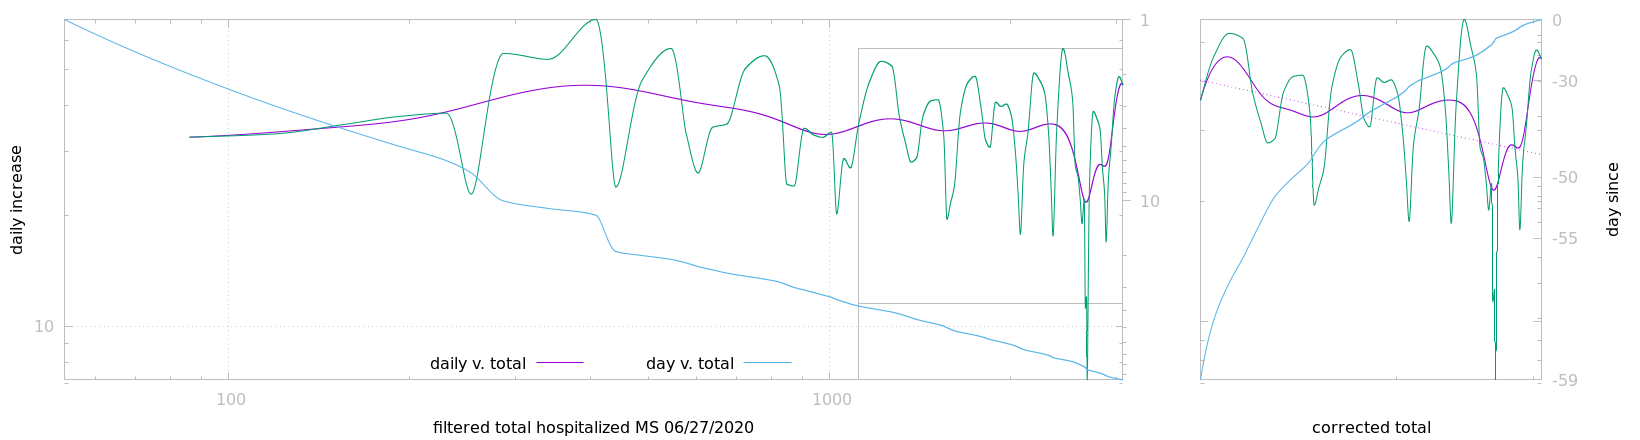 1
0
-30
-50
10
-55
10
-59
daily increase
day since
daily v. total
day v. total
100
1000
filtered total hospitalized MS 06/27/2020
corrected total